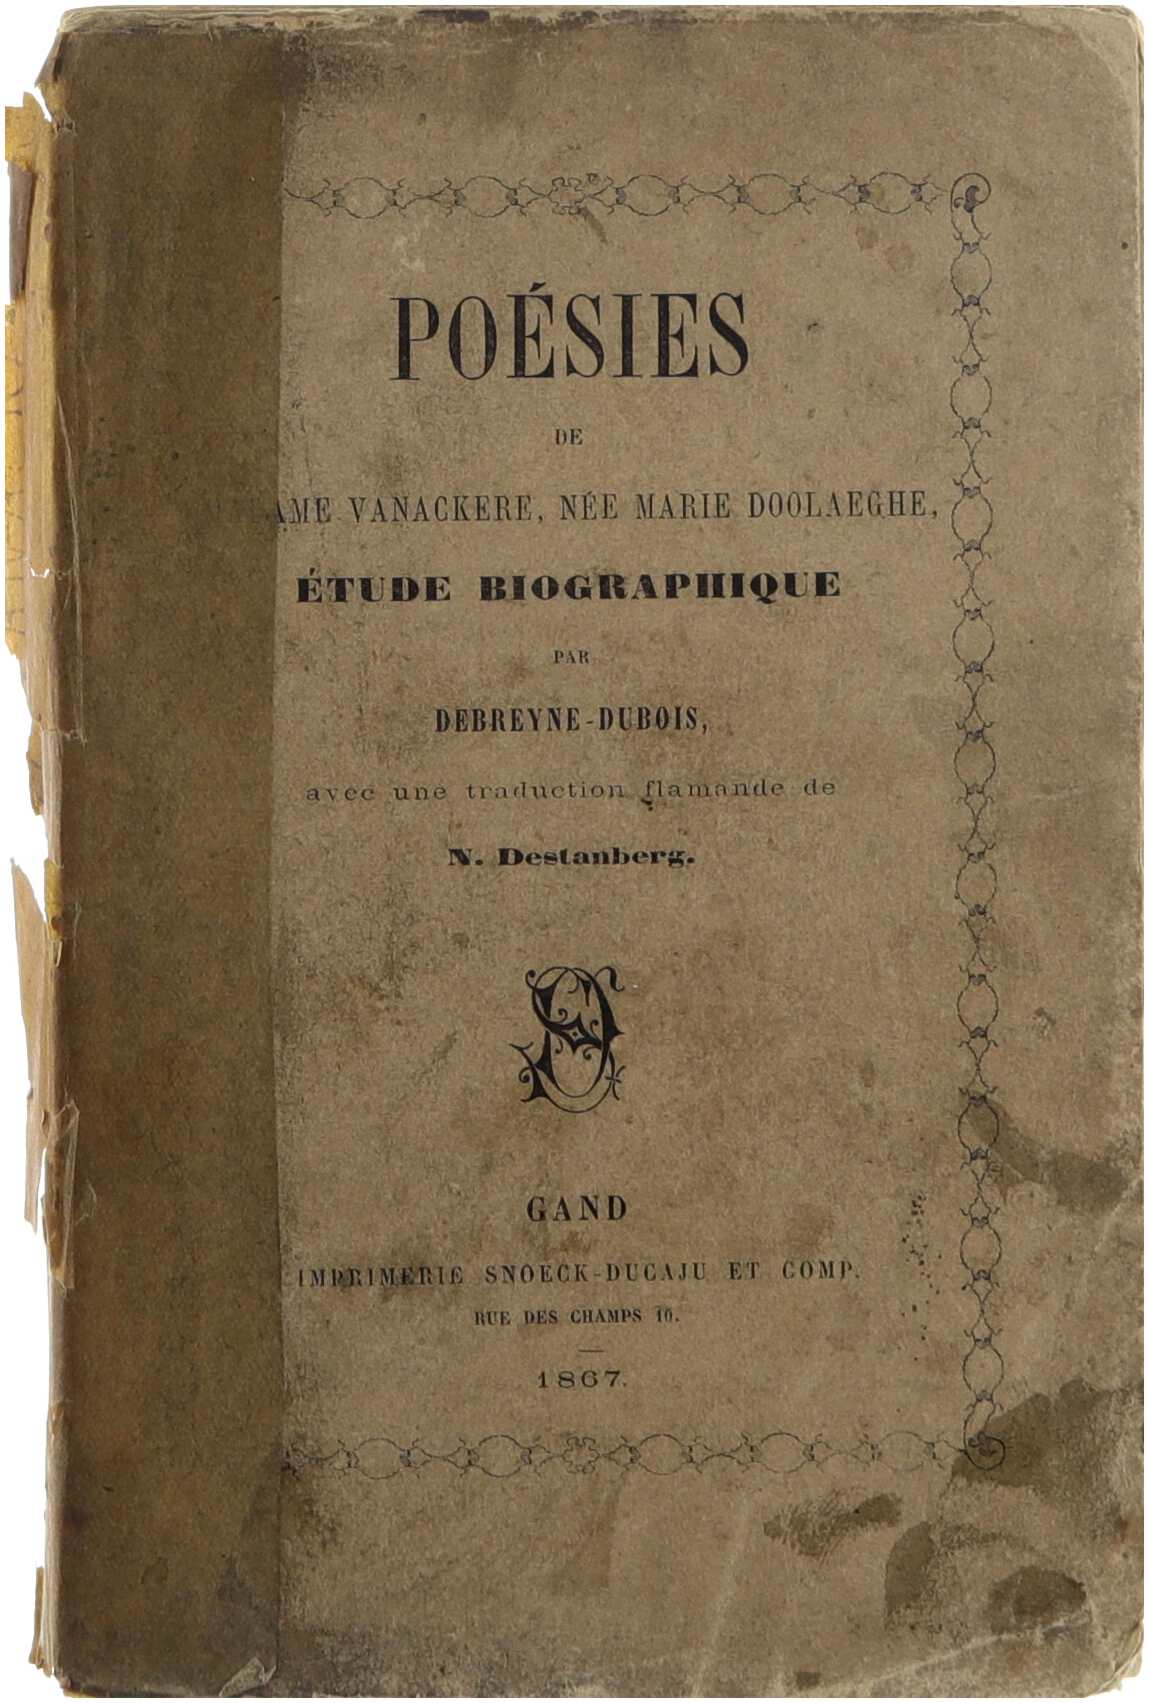 POÉSIES
DE
AME VANACKERE, NÉE MARIE DOOLAEGHE,
ÉTUDE BIOGRAPHIQUE
PAR
DEBREYNE-DUBOIS,
avec une traduction flamande de
N. Destanberg.
GAND
IMPRIMERIE SNOECK-DUCAJU ET COMP.
RUE DES CHAMPS
1867.